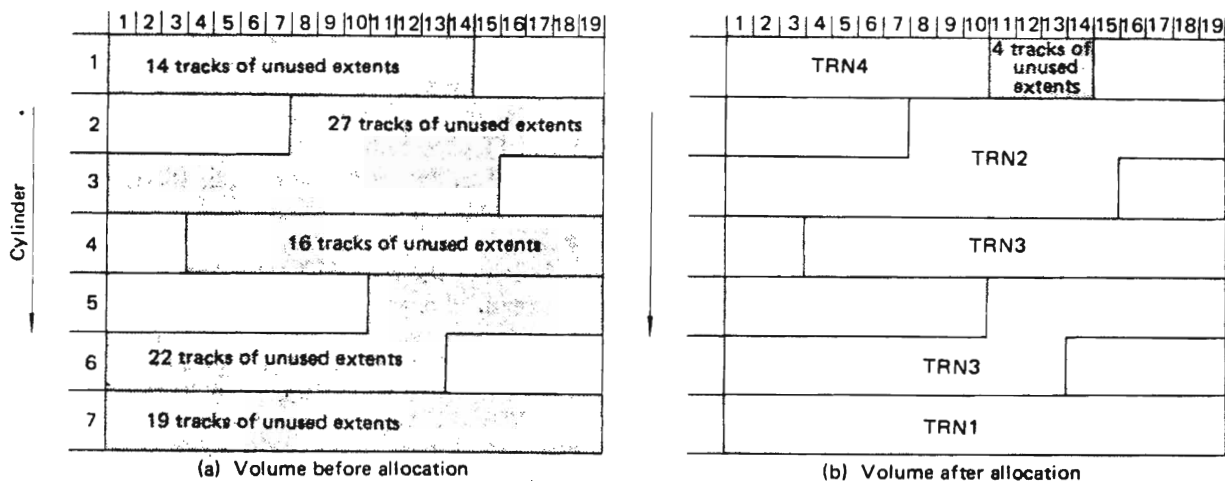 1 2 3 4 5 6 7 8 9 10 11 12 13 14 15 16 17 18 19
1 14 tracks of unused extents
2 27 tracks of unused extents
3
4 16 tracks of unused extents
5
6 22 tracks of unused extents
7 19 tracks of unused extents
Cylinder
(a) Volume before allocation
1 2 3 4 5 6 7 8 9 10 11 12 13 14 15 16 17 18 19
TRN4
4 tracks of
unused
extents
TRN2
TRN3
TRN3
TRN1
(b) Volume after allocation